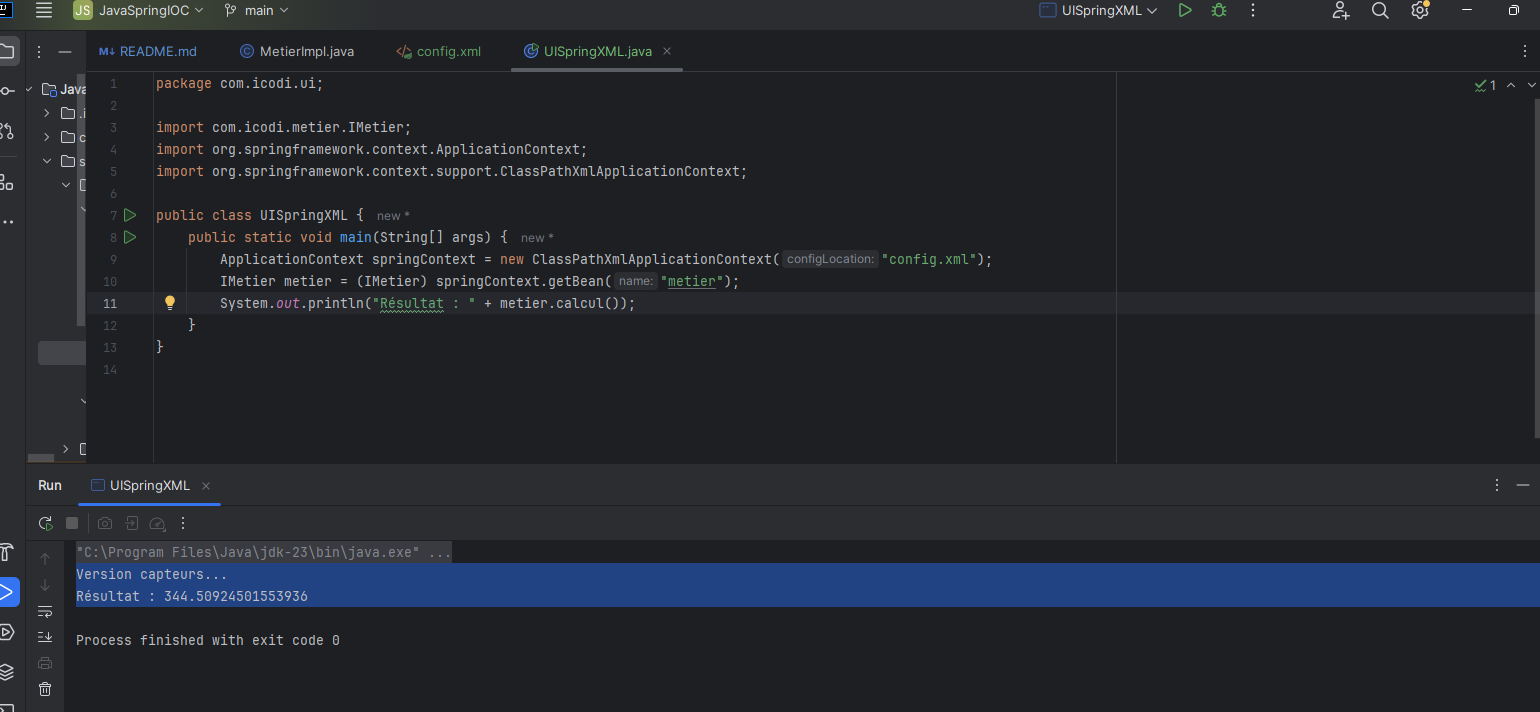 JS JavaSpringIOC main UISpringXML
README.md MetierImpl.java config.xml UISpringXML.java
Java
.i
c
s
1 package com.icodi.ui;
2
3 import com.icodi.metier.IMetier;
4 import org.springframework.context.ApplicationContext;
5 import org.springframework.context.support.ClassPathXmlApplicationContext;
6
7 public class UISpringXML { new *
8 public static void main(String[] args) { new *
9 ApplicationContext springContext = new ClassPathXmlApplicationContext( configLocation: "config.xml");
10 IMetier metier = (IMetier) springContext.getBean( name: "metier");
11 System.out.println("Résultat : " + metier.calcul());
12 }
13 }
14
1
Run UISpringXML
"C:\Program Files\Java\jdk-23\bin\java.exe" ...
Version capteurs...
Résultat : 344.50924501553936
Process finished with exit code 0